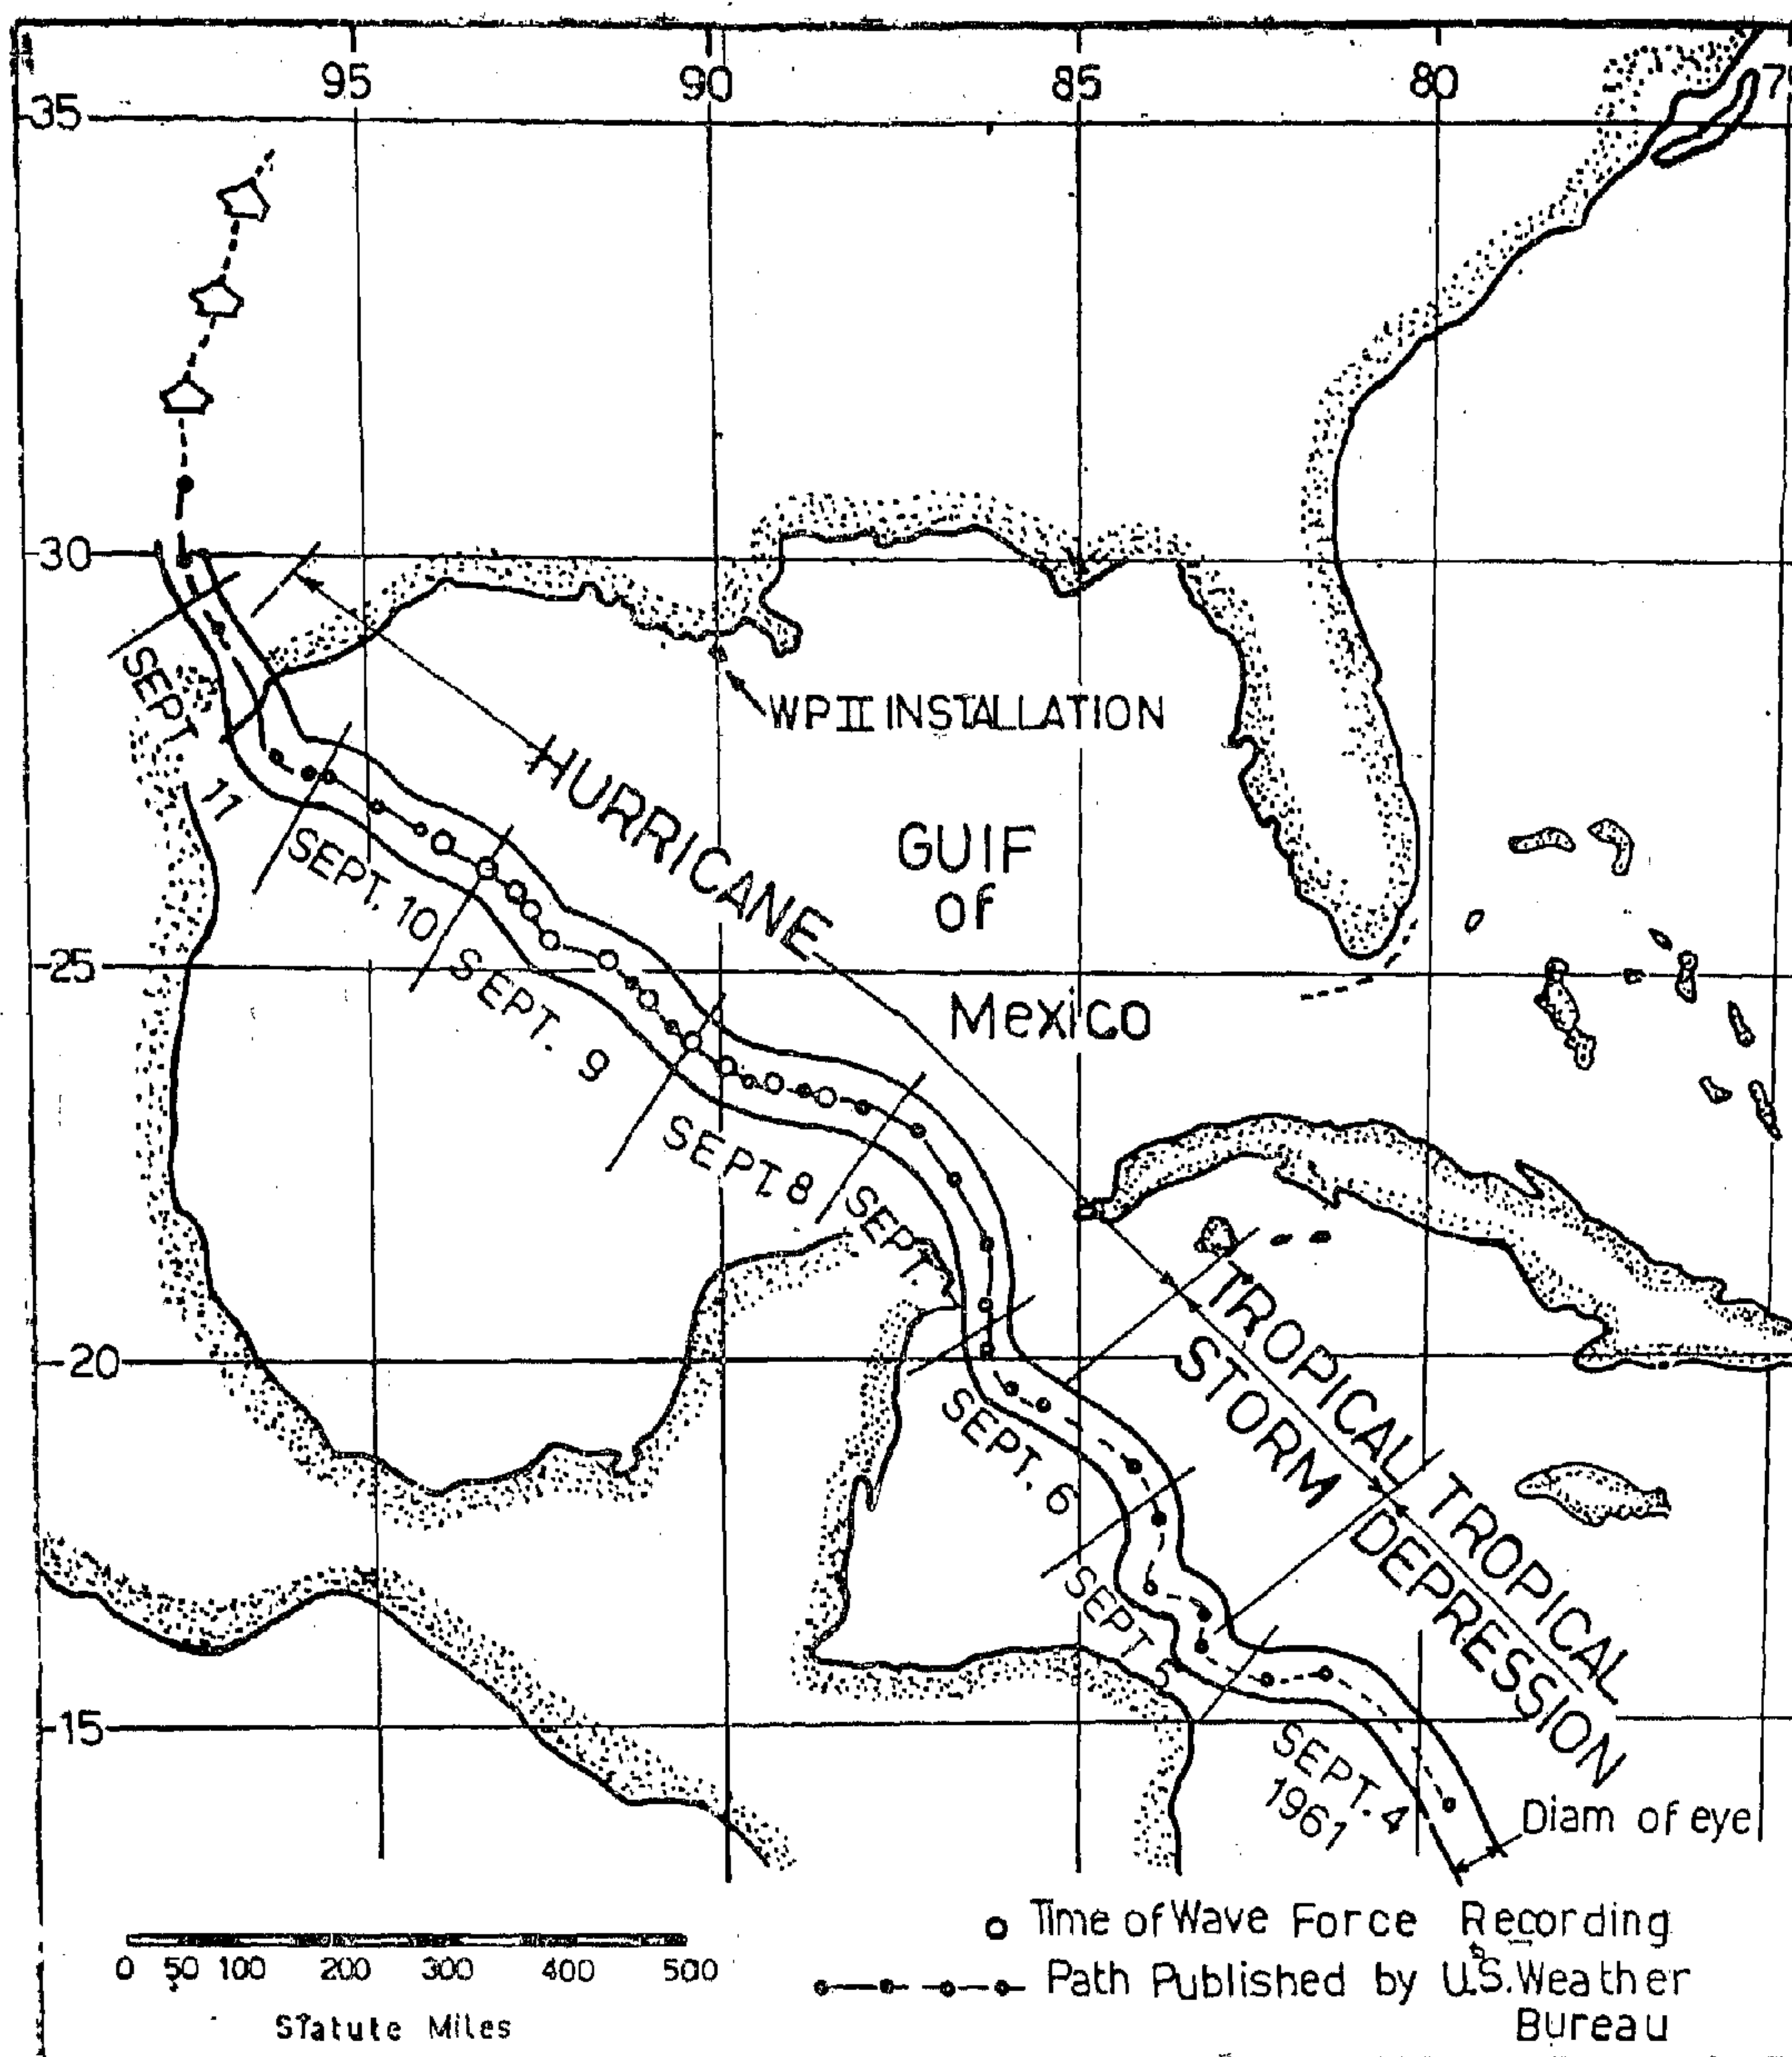 95 90 85 80
35
30
WP II INSTALLATION
HURRICANE
GUIF
Of
Mexico
25
20
15
SEPT. 11
SEPT. 10
SEPT. 9
SEPT. 8
SEPT.
SEPT. 6
SEPT. 5
SEPT. 4
1961
TROPICAL
STORM
TROPICAL
DEPRESSION
Diam of eye
Time of Wave Force Recording
Path Published by U.S. Weather
Bureau
0 50 100 200 300 400 500
Statute Miles